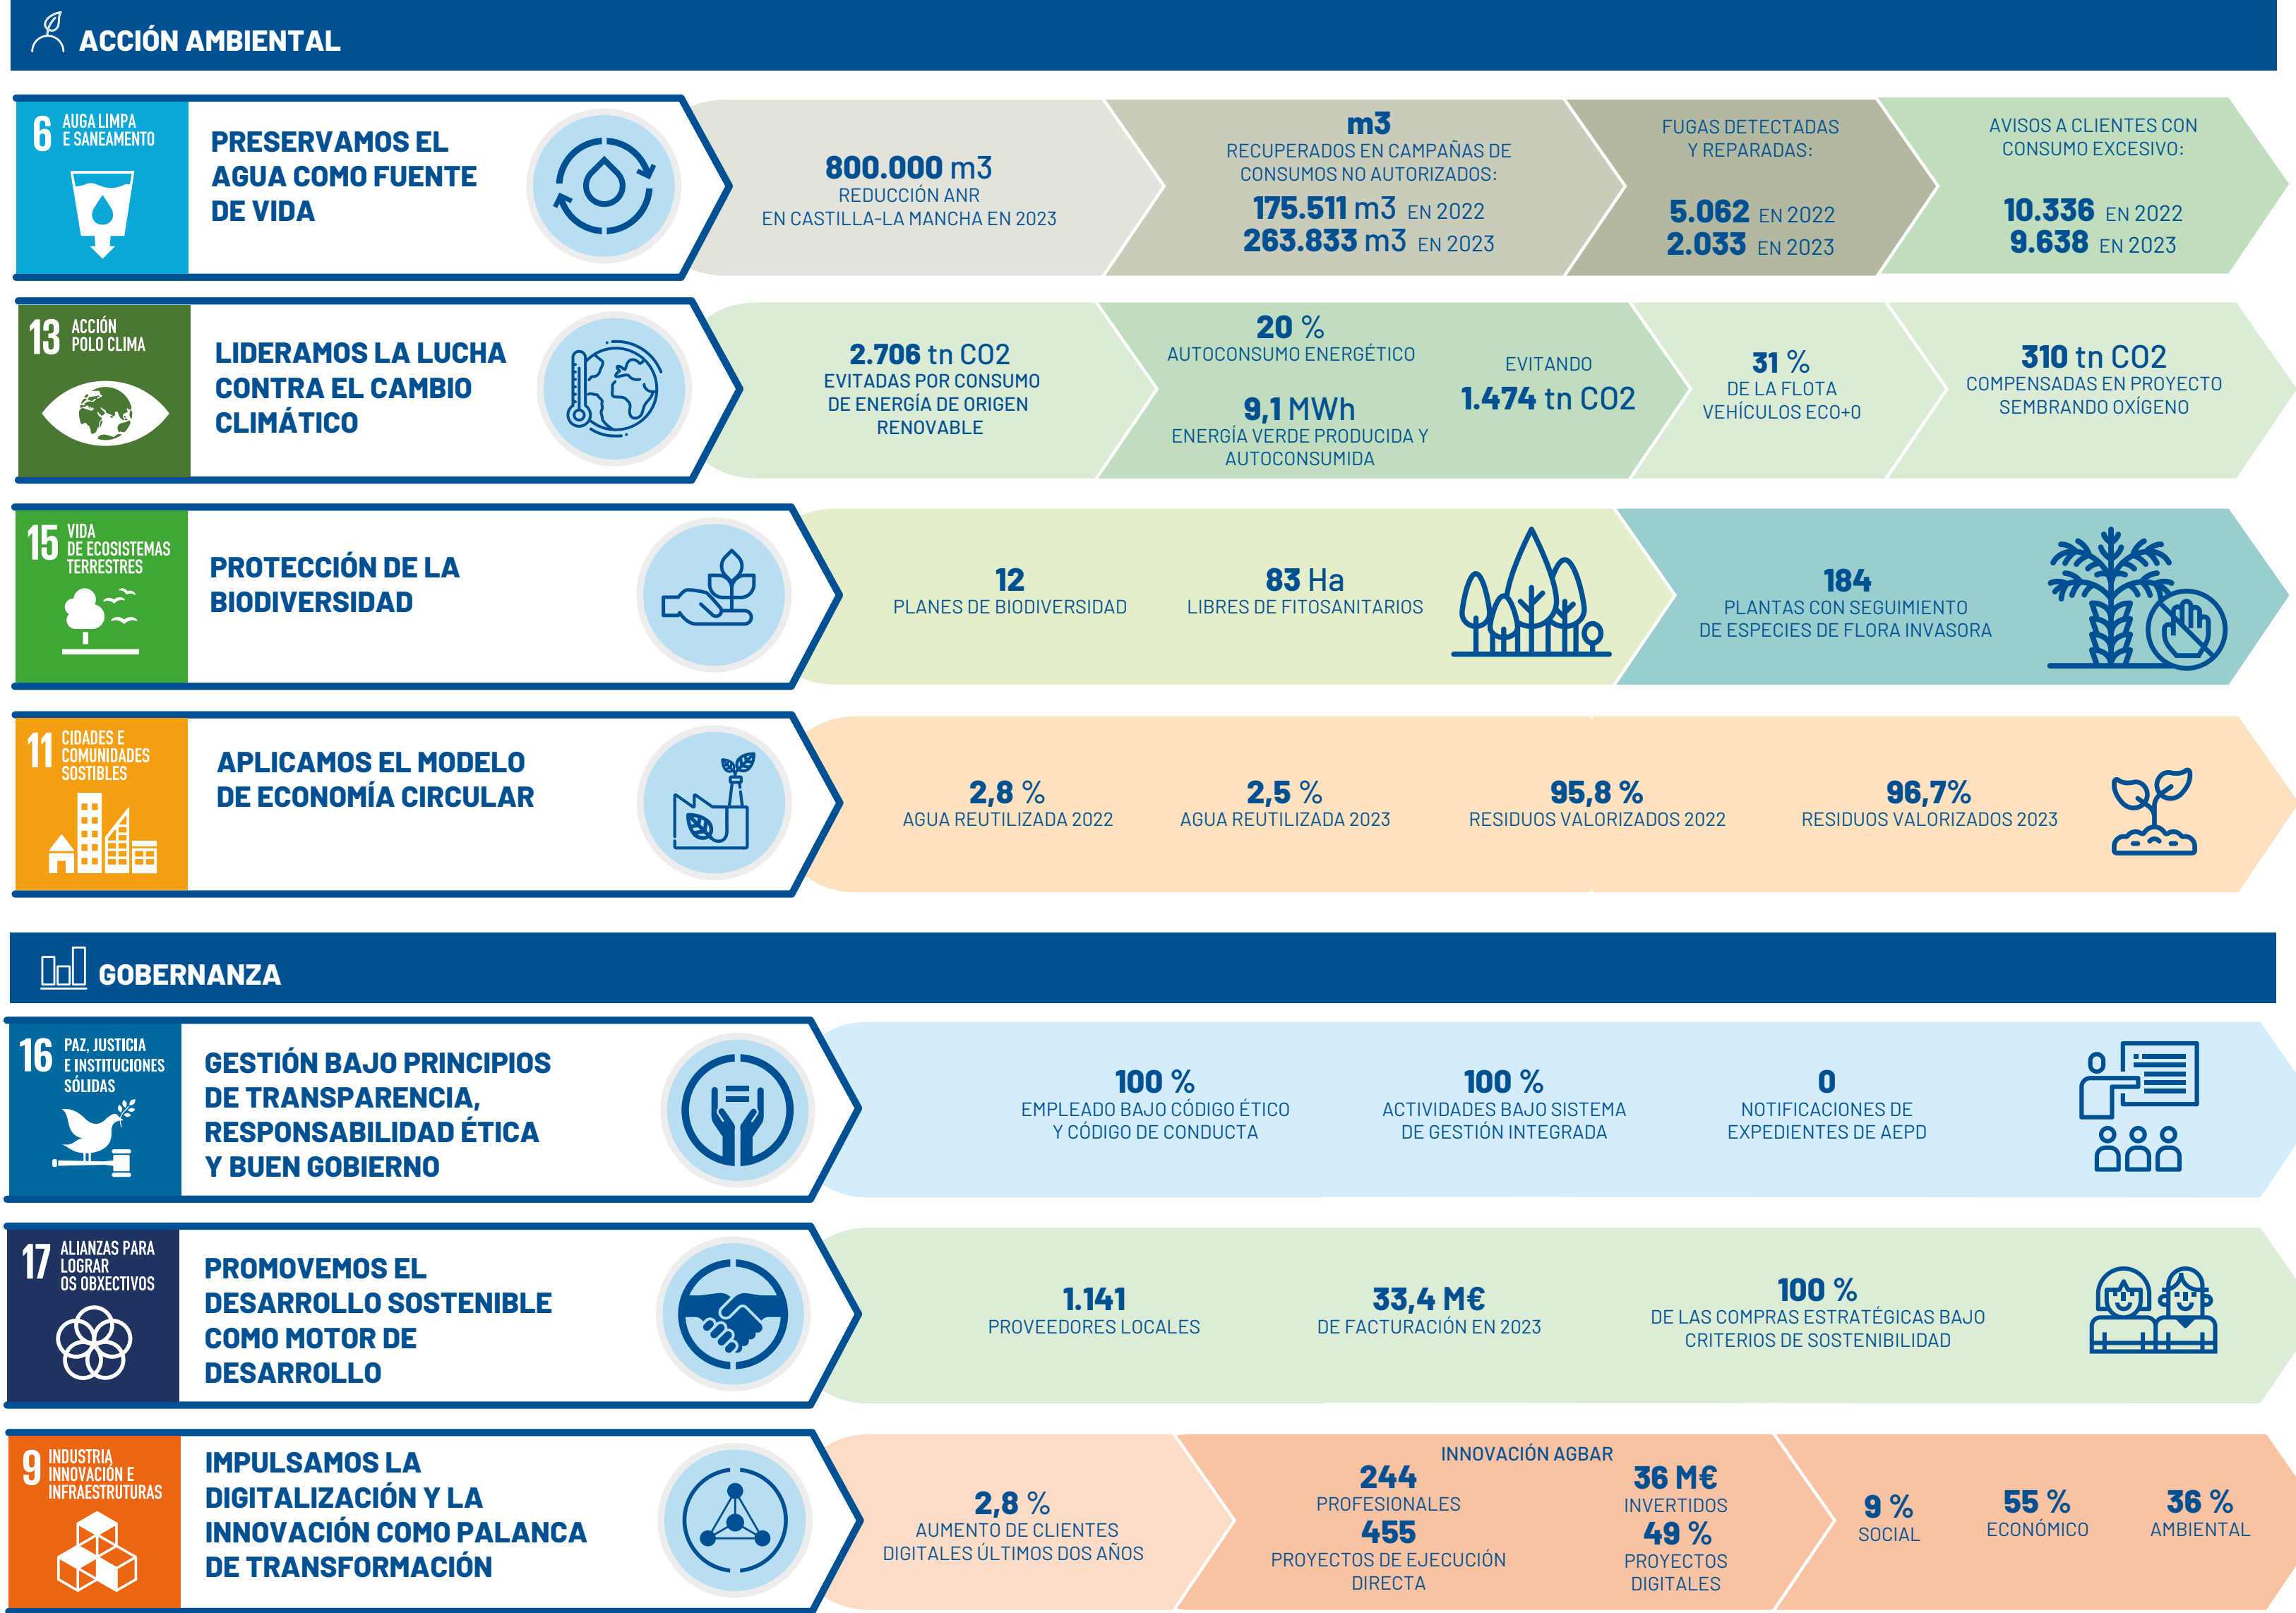 ACCIÓN AMBIENTAL
6 AUGA LIMPA
E SANEAMENTO
PRESERVAMOS EL
AGUA COMO FUENTE
DE VIDA
800.000 m3
REDUCCIÓN ANR
EN CASTILLA-LA MANCHA EN 2023
m3
RECUPERADOS EN CAMPAÑAS DE
CONSUMOS NO AUTORIZADOS:
175.511 m3 EN 2022
263.833 m3 EN 2023
FUGAS DETECTADAS
Y REPARADAS:
5.062 EN 2022
2.033 EN 2023
AVISOS A CLIENTES CON
CONSUMO EXCESIVO:
10.336 EN 2022
9.638 EN 2023
13 ACCIÓN
POLO CLIMA
LIDERAMOS LA LUCHA
CONTRA EL CAMBIO
CLIMÁTICO
2.706 tn CO2
EVITADAS POR CONSUMO
DE ENERGÍA DE ORIGEN
RENOVABLE
20 %
AUTOCONSUMO ENERGÉTICO
9,1 MWh
ENERGÍA VERDE PRODUCIDA Y
AUTOCONSUMIDA
EVITANDO
1.474 tn CO2
31 %
DE LA FLOTA
VEHÍCULOS ECO+0
310 tn CO2
COMPENSADAS EN PROYECTO
SEMBRANDO OXÍGENO
15 VIDA
DE ECOSISTEMAS
TERRESTRES
PROTECCIÓN DE LA
BIODIVERSIDAD
12
PLANES DE BIODIVERSIDAD
83 Ha
LIBRES DE FITOSANITARIOS
184
PLANTAS CON SEGUIMIENTO
DE ESPECIES DE FLORA INVASORA
11 CIDADES E
COMUNIDADES
SOSTIBLES
APLICAMOS EL MODELO
DE ECONOMÍA CIRCULAR
2,8 %
AGUA REUTILIZADA 2022
2,5 %
AGUA REUTILIZADA 2023
95,8 %
RESIDUOS VALORIZADOS 2022
96,7%
RESIDUOS VALORIZADOS 2023
GOBERNANZA
16 PAZ, JUSTICIA
E INSTITUCIONES
SÓLIDAS
GESTIÓN BAJO PRINCIPIOS
DE TRANSPARENCIA,
RESPONSABILIDAD ÉTICA
Y BUEN GOBIERNO
100 %
EMPLEADO BAJO CÓDIGO ÉTICO
Y CÓDIGO DE CONDUCTA
100 %
ACTIVIDADES BAJO SISTEMA
DE GESTIÓN INTEGRADA
0
NOTIFICACIONES DE
EXPEDIENTES DE AEPD
17 ALIANZAS PARA
LOGRAR
OS OBXECTIVOS
PROMOVEMOS EL
DESARROLLO SOSTENIBLE
COMO MOTOR DE
DESARROLLO
1.141
PROVEEDORES LOCALES
33,4 M€
DE FACTURACIÓN EN 2023
100 %
DE LAS COMPRAS ESTRATÉGICAS BAJO
CRITERIOS DE SOSTENIBILIDAD
9 INDUSTRIA
INNOVACIÓN E
INFRAESTRUTURAS
IMPULSAMOS LA
DIGITALIZACIÓN Y LA
INNOVACIÓN COMO PALANCA
DE TRANSFORMACIÓN
2,8 %
AUMENTO DE CLIENTES
DIGITALES ÚLTIMOS DOS AÑOS
INNOVACIÓN AGBAR
244
PROFESIONALES
455
PROYECTOS DE EJECUCIÓN
DIRECTA
36 M€
INVERTIDOS
49 %
PROYECTOS
DIGITALES
9 %
SOCIAL
55 %
ECONÓMICO
36 %
AMBIENTAL